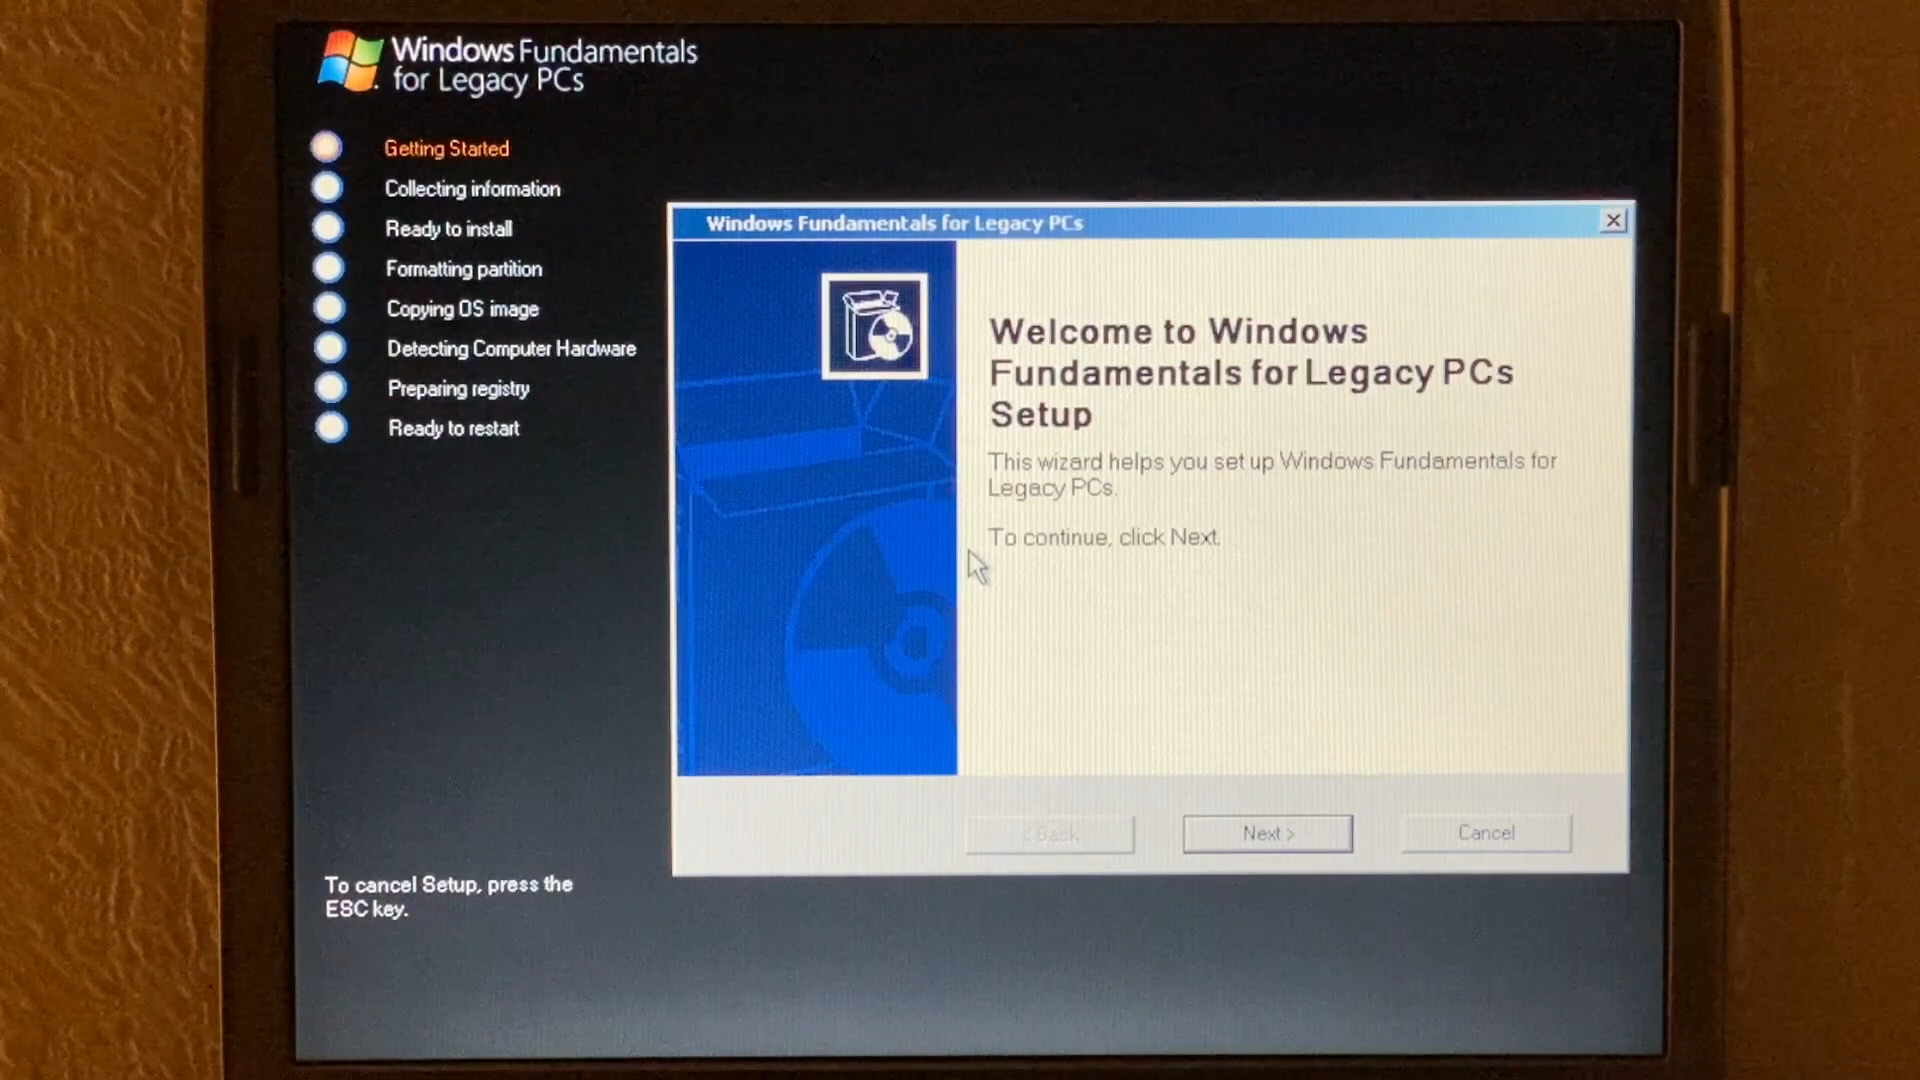 Windows Fundamentals
for Legacy PCs
Getting Started
Collecting information
Ready to install
Formatting partition
Copying OS image
Detecting Computer Hardware
Preparing registry
Ready to restart
To cancel Setup, press the
ESC key.
Windows Fundamentals for Legacy PCs
Welcome to Windows
Fundamentals for Legacy PCs
Setup
This wizard helps you set up Windows Fundamentals for
Legacy PCs.
To continue, click Next.
< Back
Next >
Cancel